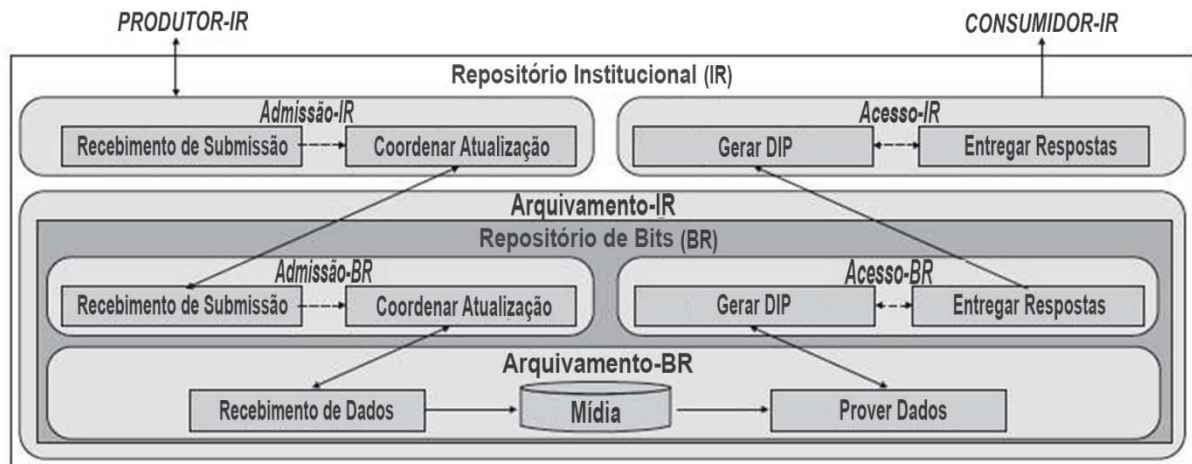 PRODUTOR-IR
CONSUMIDOR-IR
Repositório Institucional (IR)
Admissão-IR
Recebimento de Submissão
Coordenar Atualização
Acesso-IR
Gerar DIP
Entregar Respostas
Arquivamento-IR
Repositório de Bits (BR)
Admissão-BR
Recebimento de Submissão
Coordenar Atualização
Acesso-BR
Gerar DIP
Entregar Respostas
Arquivamento-BR
Recebimento de Dados
Mídia
Prover Dados